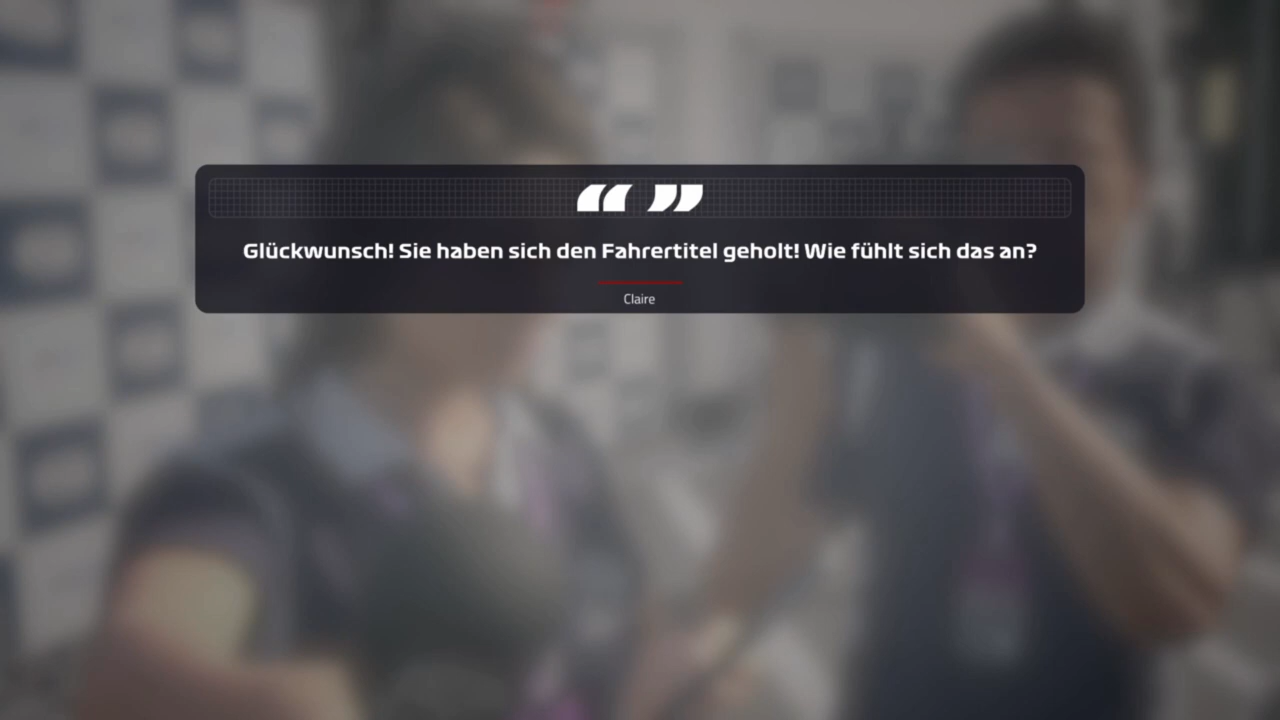 “ ”
Glückwunsch! Sie haben sich den Fahrertitel geholt! Wie fühlt sich das an?
Claire